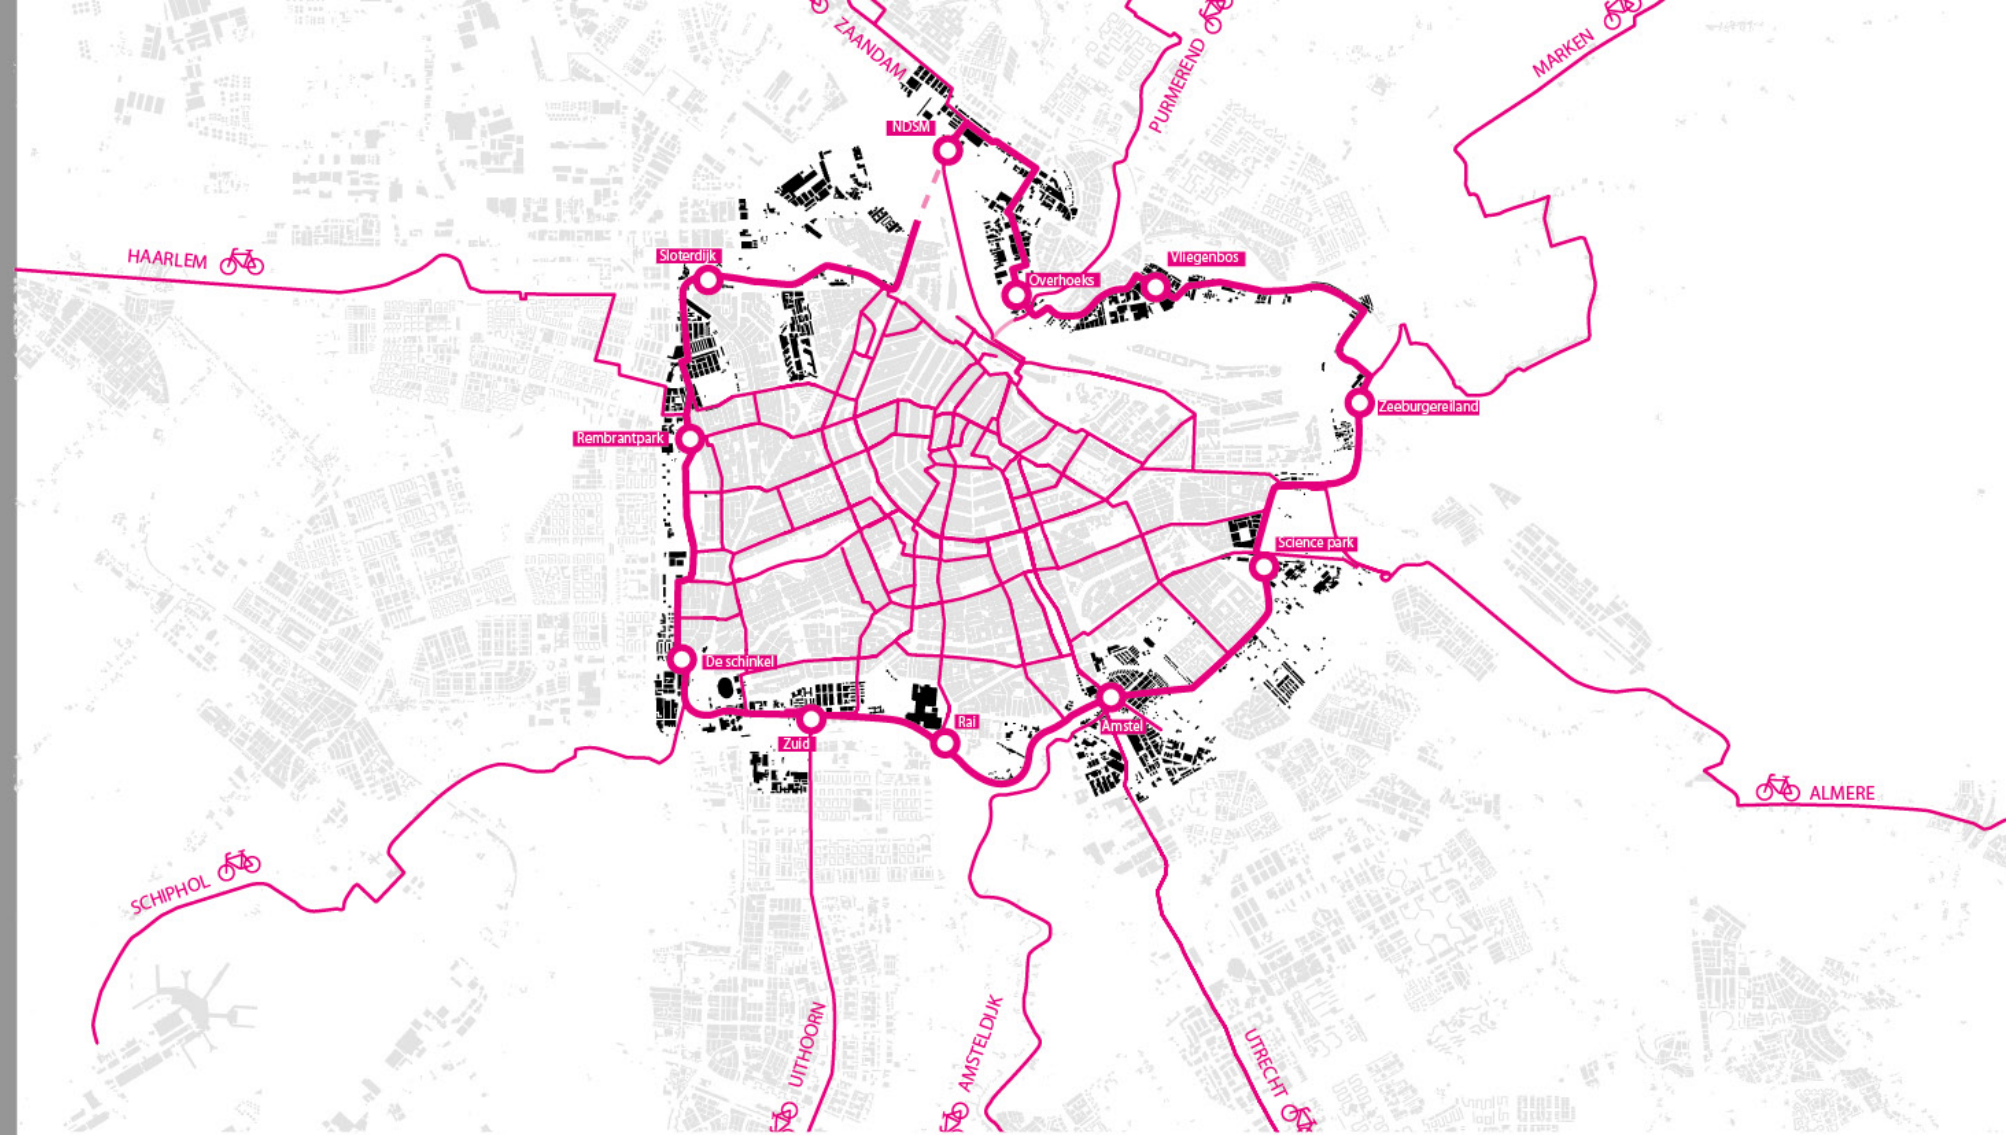 ZAANDAM
PURMEREND
MARKEN
NDSM
HAARLEM
Sloterdijk
Vliegenbos
Overhoeks
Zeeburgereiland
Rembrantpark
Science park
De schinkel
Rai
Amstel
Zuid
ALMERE
SCHIPHOL
UITHOORN
AMSTELDIJK
UTRECHT